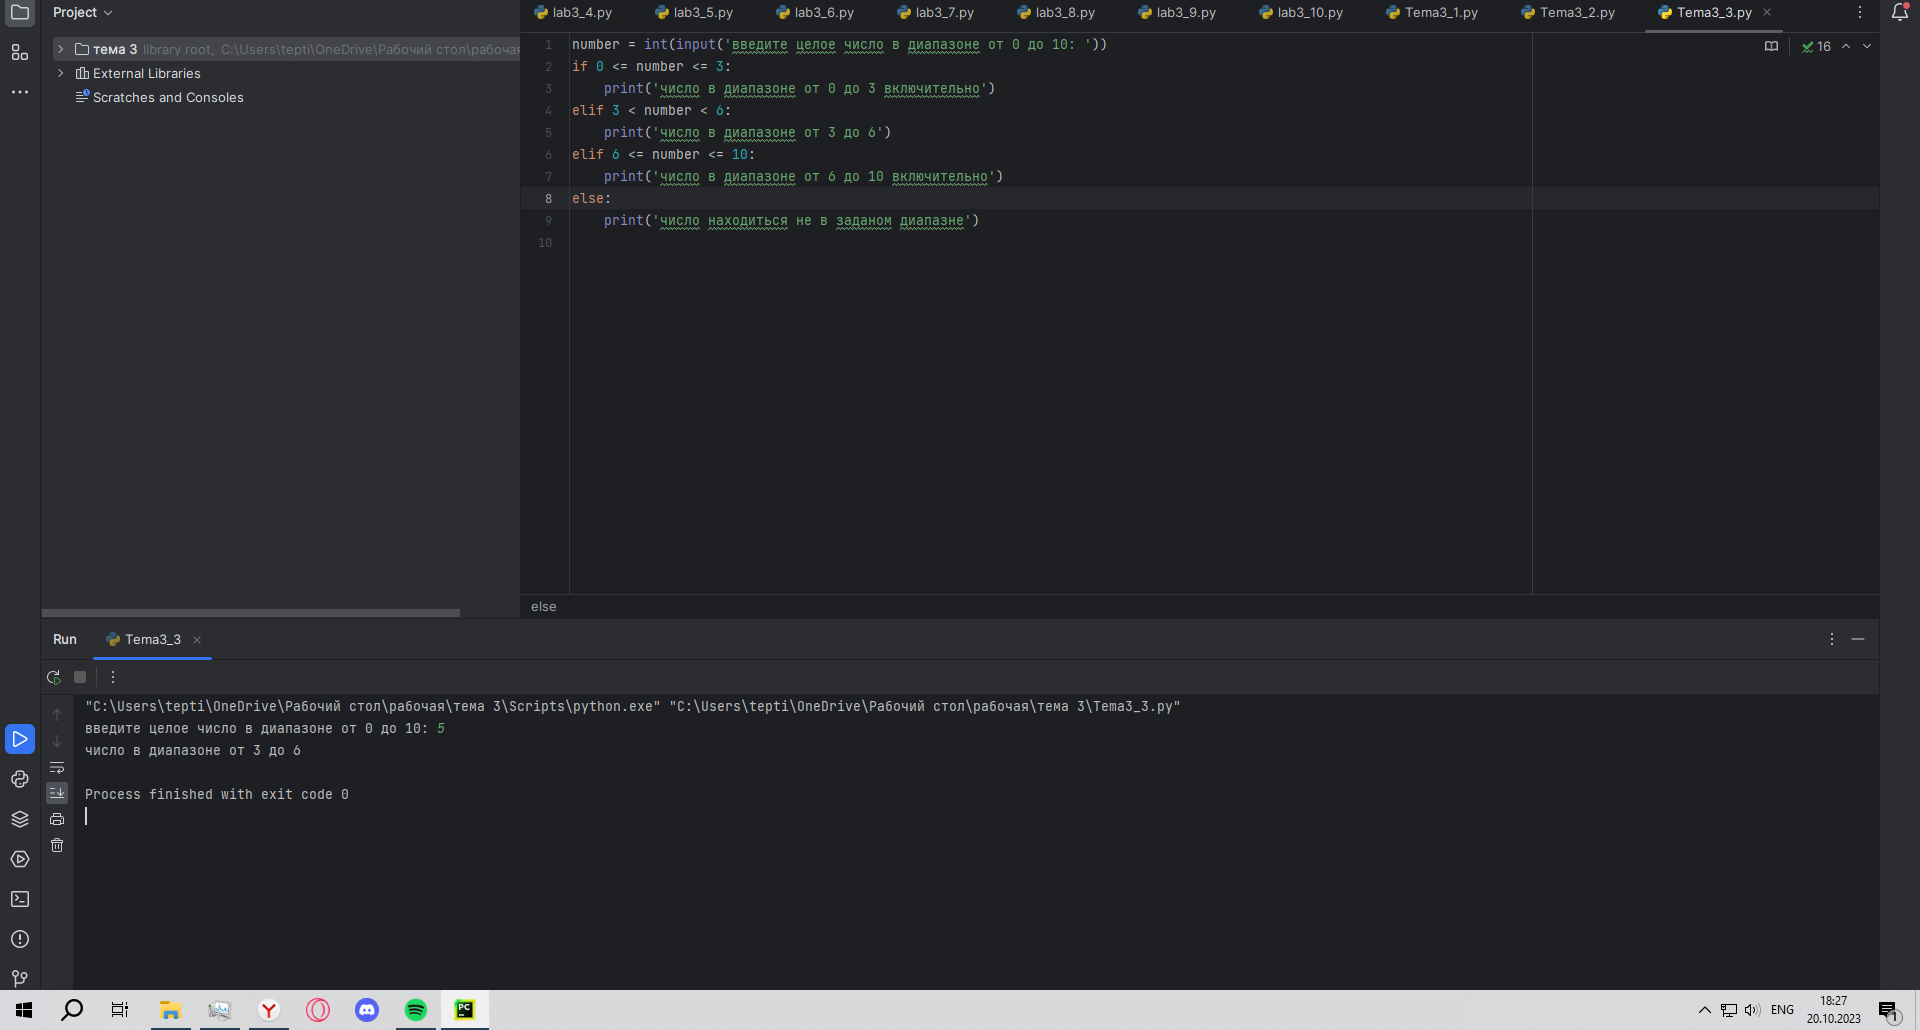 Project
lab3_4.py lab3_5.py lab3_6.py lab3_7.py lab3_8.py lab3_9.py lab3_10.py Tema3_1.py Tema3_2.py Tema3_3.py
тема 3 library root, C:\Users\tepti\OneDrive\Рабочий стол\рабочая
External Libraries
Scratches and Consoles
16
1 number = int(input('введите целое число в диапазоне от 0 до 10: '))
2 if 0 <= number <= 3:
3 print('число в диапазоне от 0 до 3 включительно')
4 elif 3 < number < 6:
5 print('число в диапазоне от 3 до 6')
6 elif 6 <= number <= 10:
7 print('число в диапазоне от 6 до 10 включительно')
8 else:
9 print('число находиться не в заданом диапазне')
10
else
Run Tema3_3
"C:\Users\tepti\OneDrive\Рабочий стол\рабочая\тема 3\Scripts\python.exe" "C:\Users\tepti\OneDrive\Рабочий стол\рабочая\тема 3\Tema3_3.py"
введите целое число в диапазоне от 0 до 10: 5
число в диапазоне от 3 до 6
Process finished with exit code 0
PC
ENG
18:27
20.10.2023
1